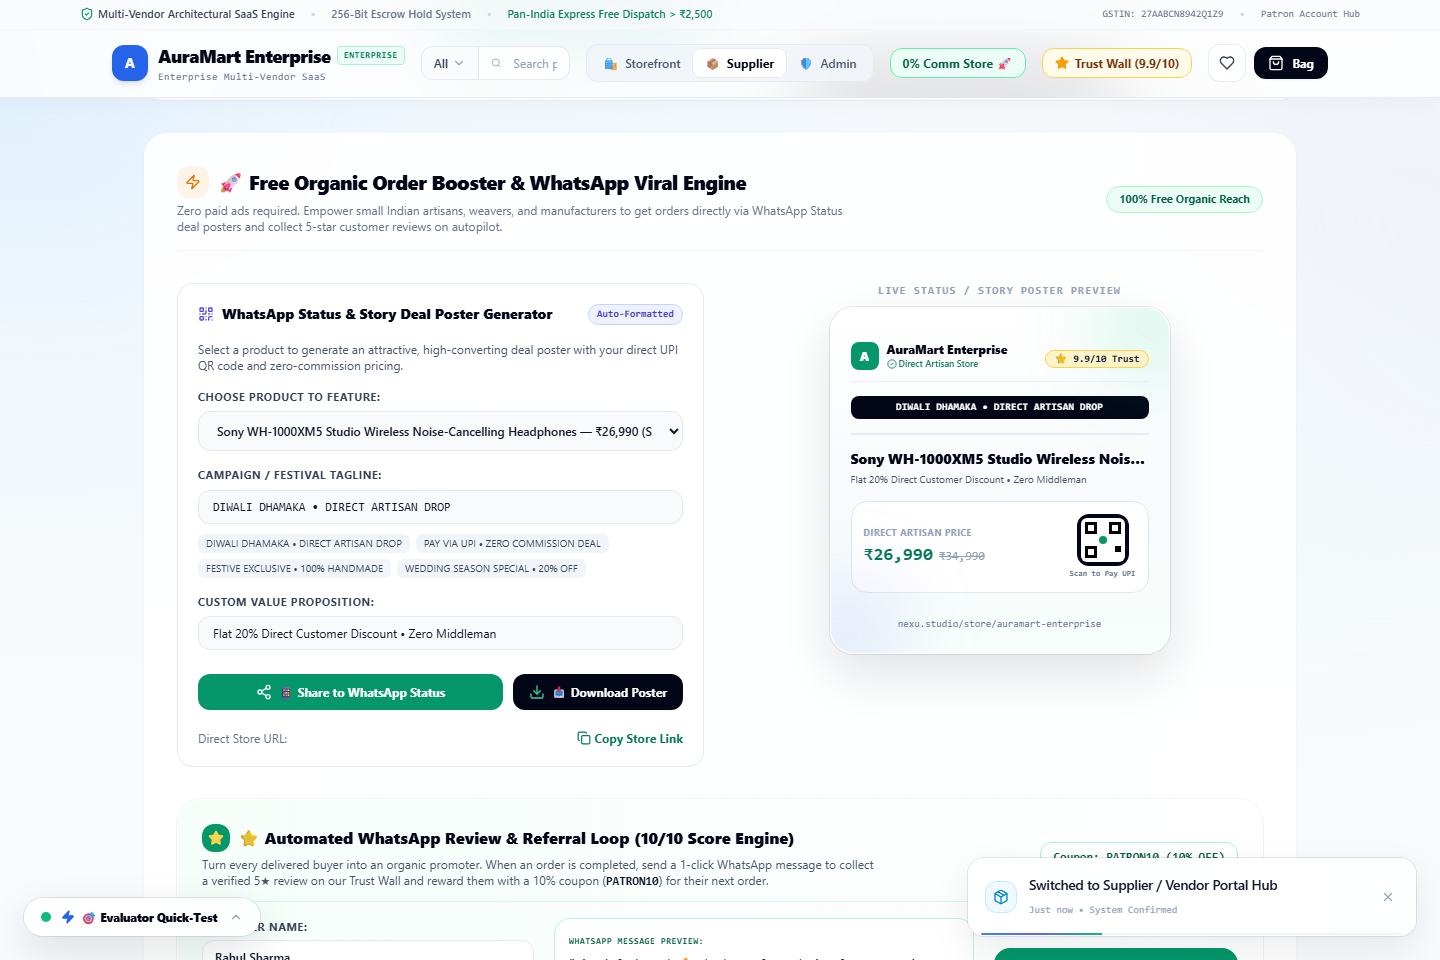 Multi-Vendor Architectural SaaS Engine • 256-Bit Escrow Hold System • Pan-India Express Free Dispatch > ₹2,500
GSTIN: 27AABCN8942Q1Z9 • Patron Account Hub
A AuraMart Enterprise ENTERPRISE
Enterprise Multi-Vendor SaaS
All
Search
Storefront
Supplier
Admin
0% Comm Store 🚀
⭐ Trust Wall (9.9/10)
Bag
🚀 Free Organic Order Booster & WhatsApp Viral Engine
Zero paid ads required. Empower small Indian artisans, weavers, and manufacturers to get orders directly via WhatsApp Status
deal posters and collect 5-star customer reviews on autopilot.
100% Free Organic Reach
WhatsApp Status & Story Deal Poster Generator
Auto-Formatted
Select a product to generate an attractive, high-converting deal poster with your direct UPI
QR code and zero-commission pricing.
CHOOSE PRODUCT TO FEATURE:
Sony WH-1000XM5 Studio Wireless Noise-Cancelling Headphones — ₹26,990 (S
CAMPAIGN / FESTIVAL TAGLINE:
DIWALI DHAMAKA • DIRECT ARTISAN DROP
DIWALI DHAMAKA • DIRECT ARTISAN DROP
PAY VIA UPI • ZERO COMMISSION DEAL
FESTIVE EXCLUSIVE • 100% HANDMADE
WEDDING SEASON SPECIAL • 20% OFF
CUSTOM VALUE PROPOSITION:
Flat 20% Direct Customer Discount • Zero Middleman
Share to WhatsApp Status
Download Poster
Direct Store URL:
Copy Store Link
LIVE STATUS / STORY POSTER PREVIEW
A AuraMart Enterprise
Direct Artisan Store
⭐ 9.9/10 Trust
DIWALI DHAMAKA • DIRECT ARTISAN DROP
Sony WH-1000XM5 Studio Wireless Nois...
Flat 20% Direct Customer Discount • Zero Middleman
DIRECT ARTISAN PRICE
₹26,990 ₹34,990
Scan to Pay UPI
nexu.studio/store/auramart-enterprise
⭐ Automated WhatsApp Review & Referral Loop (10/10 Score Engine)
Turn every delivered buyer into an organic promoter. When an order is completed, send a 1-click WhatsApp message to collect
a verified 5★ review on our Trust Wall and reward them with a 10% coupon (PATRON10) for their next order.
Coupon: PATRON10 (10% OFF)
NAME:
Rahul Sharma
WHATSAPP MESSAGE PREVIEW:
🎯 Evaluator Quick-Test
Switched to Supplier / Vendor Portal Hub
Just now • System Confirmed